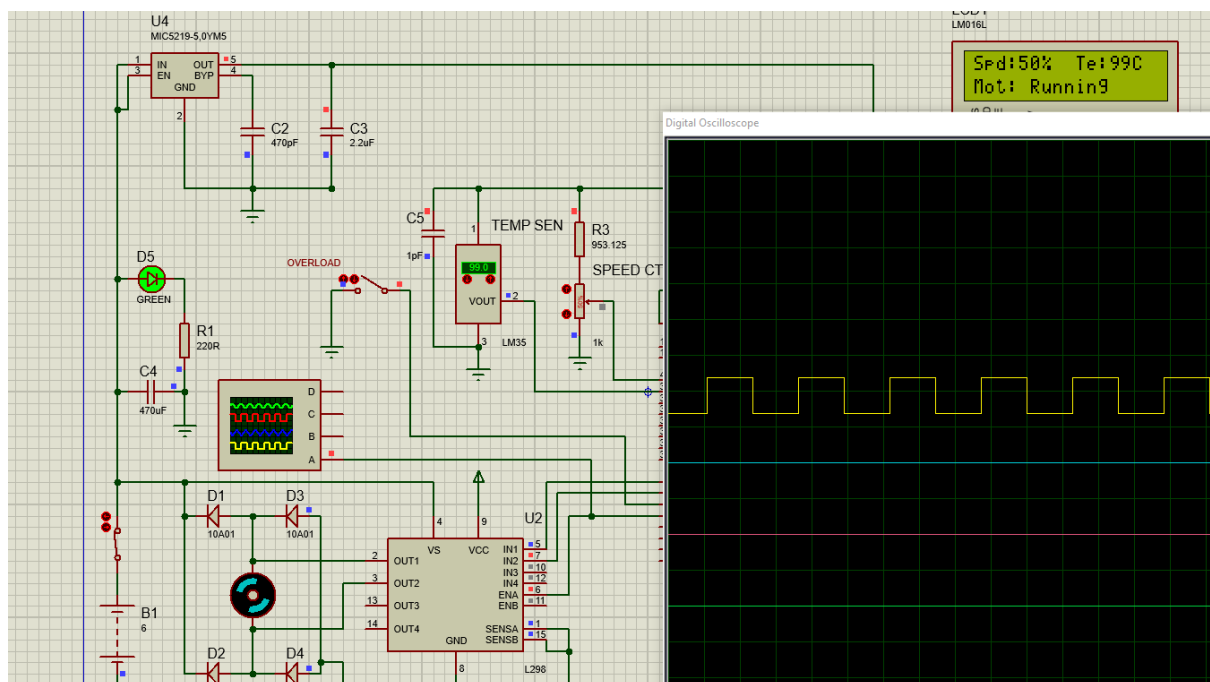 U4
MIC5219-5,0YM5
1 IN OUT 5
3 EN BYP 4
GND
2
C2
470pF
C3
2.2uF
LM016L
Spd:50% Te:99C
Mot: Running
Digital Oscilloscope
D5
GREEN
R1
220R
C4
470uF
OVERLOAD
C5
1pF
TEMP SEN
1
99.0
VOUT 2
3
LM35
R3
953.125
SPEED CT
50%
1k
D
C
B
A
D1
10A01
D3
10A01
D2
D4
B1
6
U2
4
9
VS
VCC
2 OUT1
3 OUT2
13 OUT3
14 OUT4
IN1 5
IN2 7
IN3 10
IN4 12
ENA 6
ENB 11
SENSA 1
SENSB 15
GND
8
L298